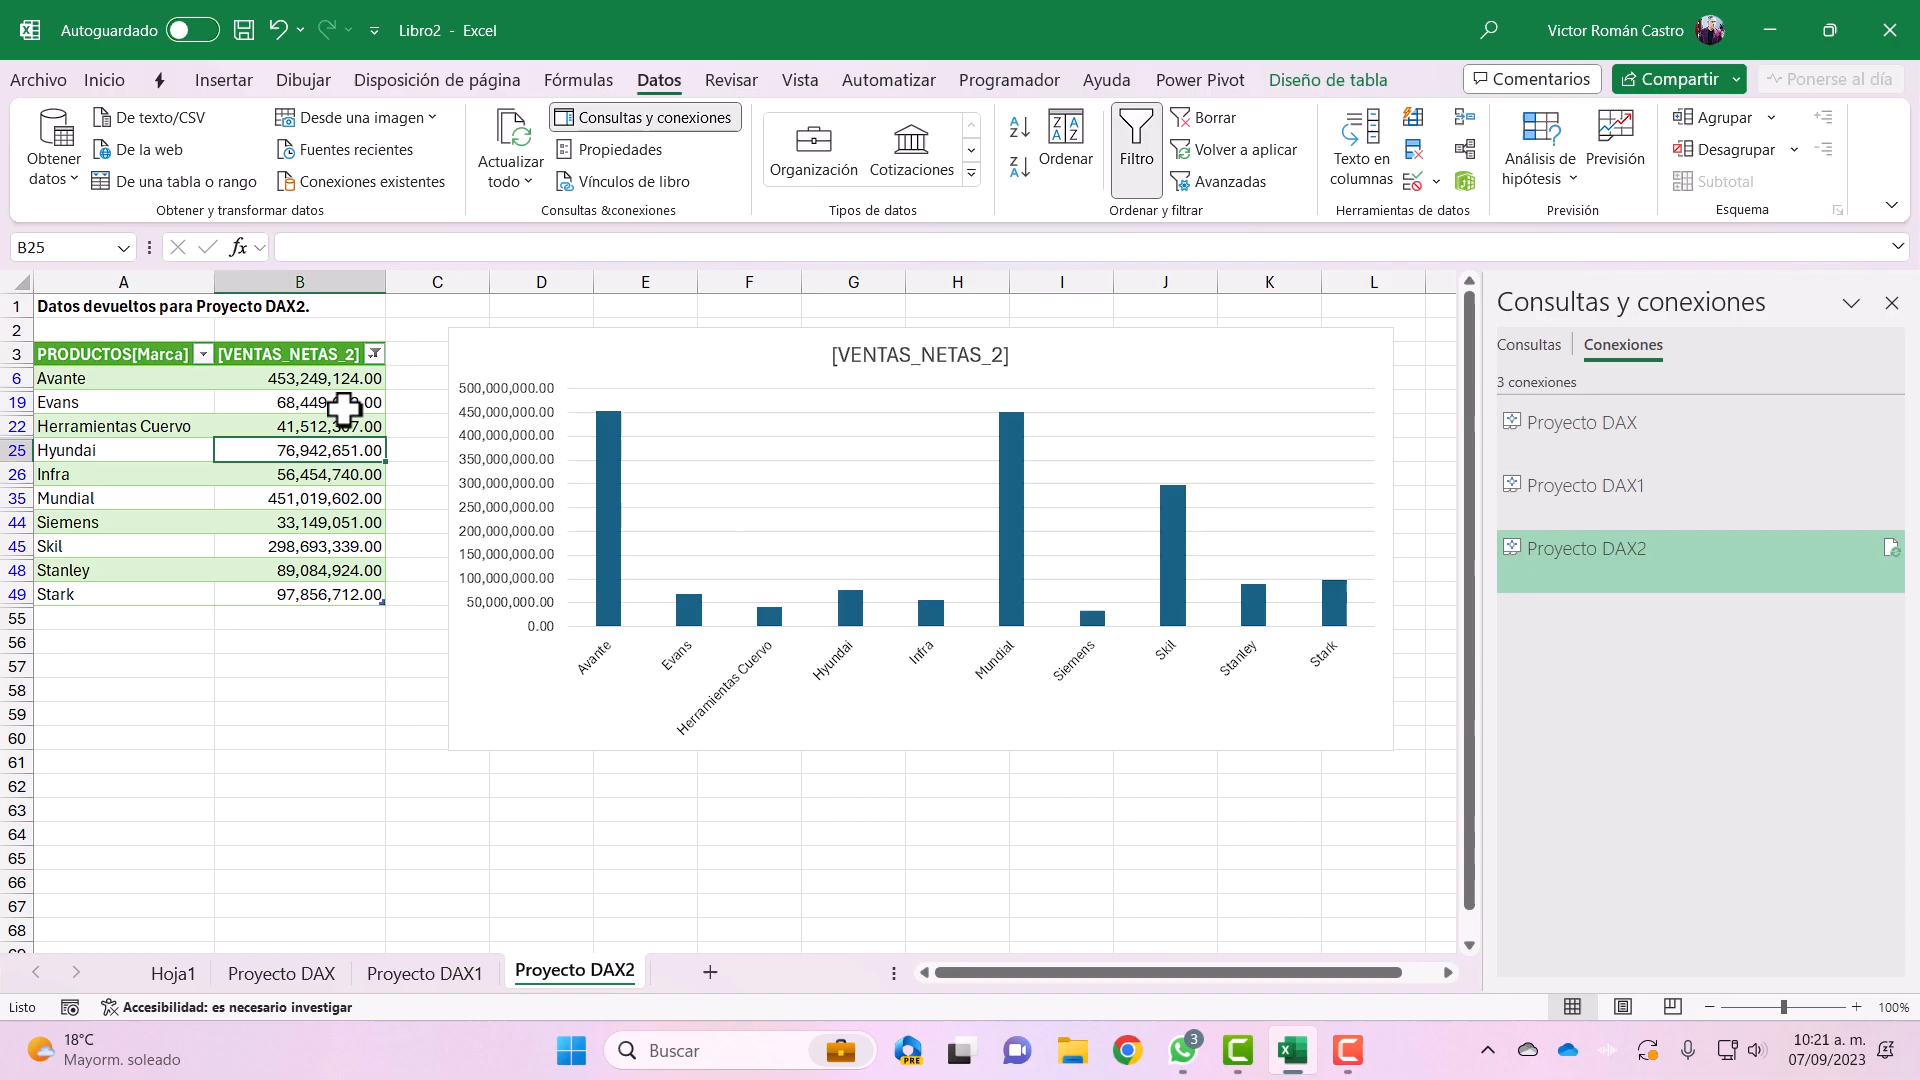 Autoguardado
Libro2 - Excel
Victor Román Castro
Archivo Inicio Insertar Dibujar Disposición de página Fórmulas Datos Revisar Vista Automatizar Programador Ayuda Power Pivot Diseño de tabla
Comentarios
Compartir
Ponerse al día
Obtener datos
De texto/CSV
De la web
De una tabla o rango
Desde una imagen
Fuentes recientes
Conexiones existentes
Obtener y transformar datos
Actualizar todo
Consultas y conexiones
Propiedades
Vínculos de libro
Consultas &conexiones
Organización
Cotizaciones
Tipos de datos
Ordenar
Filtro
Borrar
Volver a aplicar
Avanzadas
Ordenar y filtrar
Texto en columnas
Herramientas de datos
Análisis de hipótesis
Previsión
Previsión
Agrupar
Desagrupar
Subtotal
Esquema
B25
fx
A B C D E F G H I J K L
1 Datos devueltos para Proyecto DAX2.
2
3 PRODUCTOS[Marca] [VENTAS_NETAS_2]
6 Avante 453,249,124.00
19 Evans
22 Herramientas Cuervo
25 Hyundai 76,942,651.00
26 Infra 56,454,740.00
35 Mundial 451,019,602.00
44 Siemens 33,149,051.00
45 Skil 298,693,339.00
48 Stanley 89,084,924.00
49 Stark 97,856,712.00
55
56
57
58
59
60
61
62
63
64
65
66
67
68
[VENTAS_NETAS_2]
500,000,000.00
450,000,000.00
400,000,000.00
350,000,000.00
300,000,000.00
250,000,000.00
200,000,000.00
150,000,000.00
100,000,000.00
50,000,000.00
0.00
Avante Evans Herramientas Cuervo Hyundai Infra Mundial Siemens Skil Stanley Stark
Consultas y conexiones
Consultas Conexiones
3 conexiones
Proyecto DAX
Proyecto DAX1
Proyecto DAX2
Hoja1 Proyecto DAX Proyecto DAX1 Proyecto DAX2
Listo
Accesibilidad: es necesario investigar
100%
18°C
Mayorm. soleado
Buscar
PRE
3
10:21 a. m.
07/09/2023